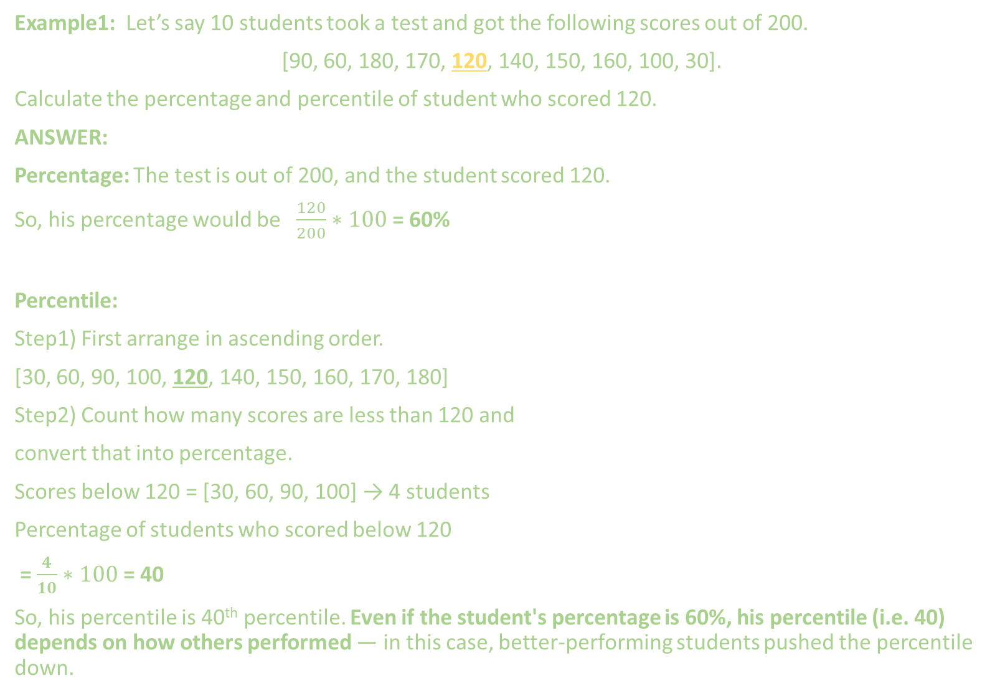 Example1: Let’s say 10 students took a test and got the following scores out of 200.
[90, 60, 180, 170, 120, 140, 150, 160, 100, 30].
Calculate the percentage and percentile of student who scored 120.
ANSWER:
Percentage: The test is out of 200, and the student scored 120.
So, his percentage would be 120/200 * 100 = 60%
Percentile:
Step1) First arrange in ascending order.
[30, 60, 90, 100, 120, 140, 150, 160, 170, 180]
Step2) Count how many scores are less than 120 and
convert that into percentage.
Scores below 120 = [30, 60, 90, 100] → 4 students
Percentage of students who scored below 120
= 4/10 * 100 = 40
So, his percentile is 40th percentile. Even if the student's percentage is 60%, his percentile (i.e. 40)
depends on how others performed — in this case, better-performing students pushed the percentile
down.